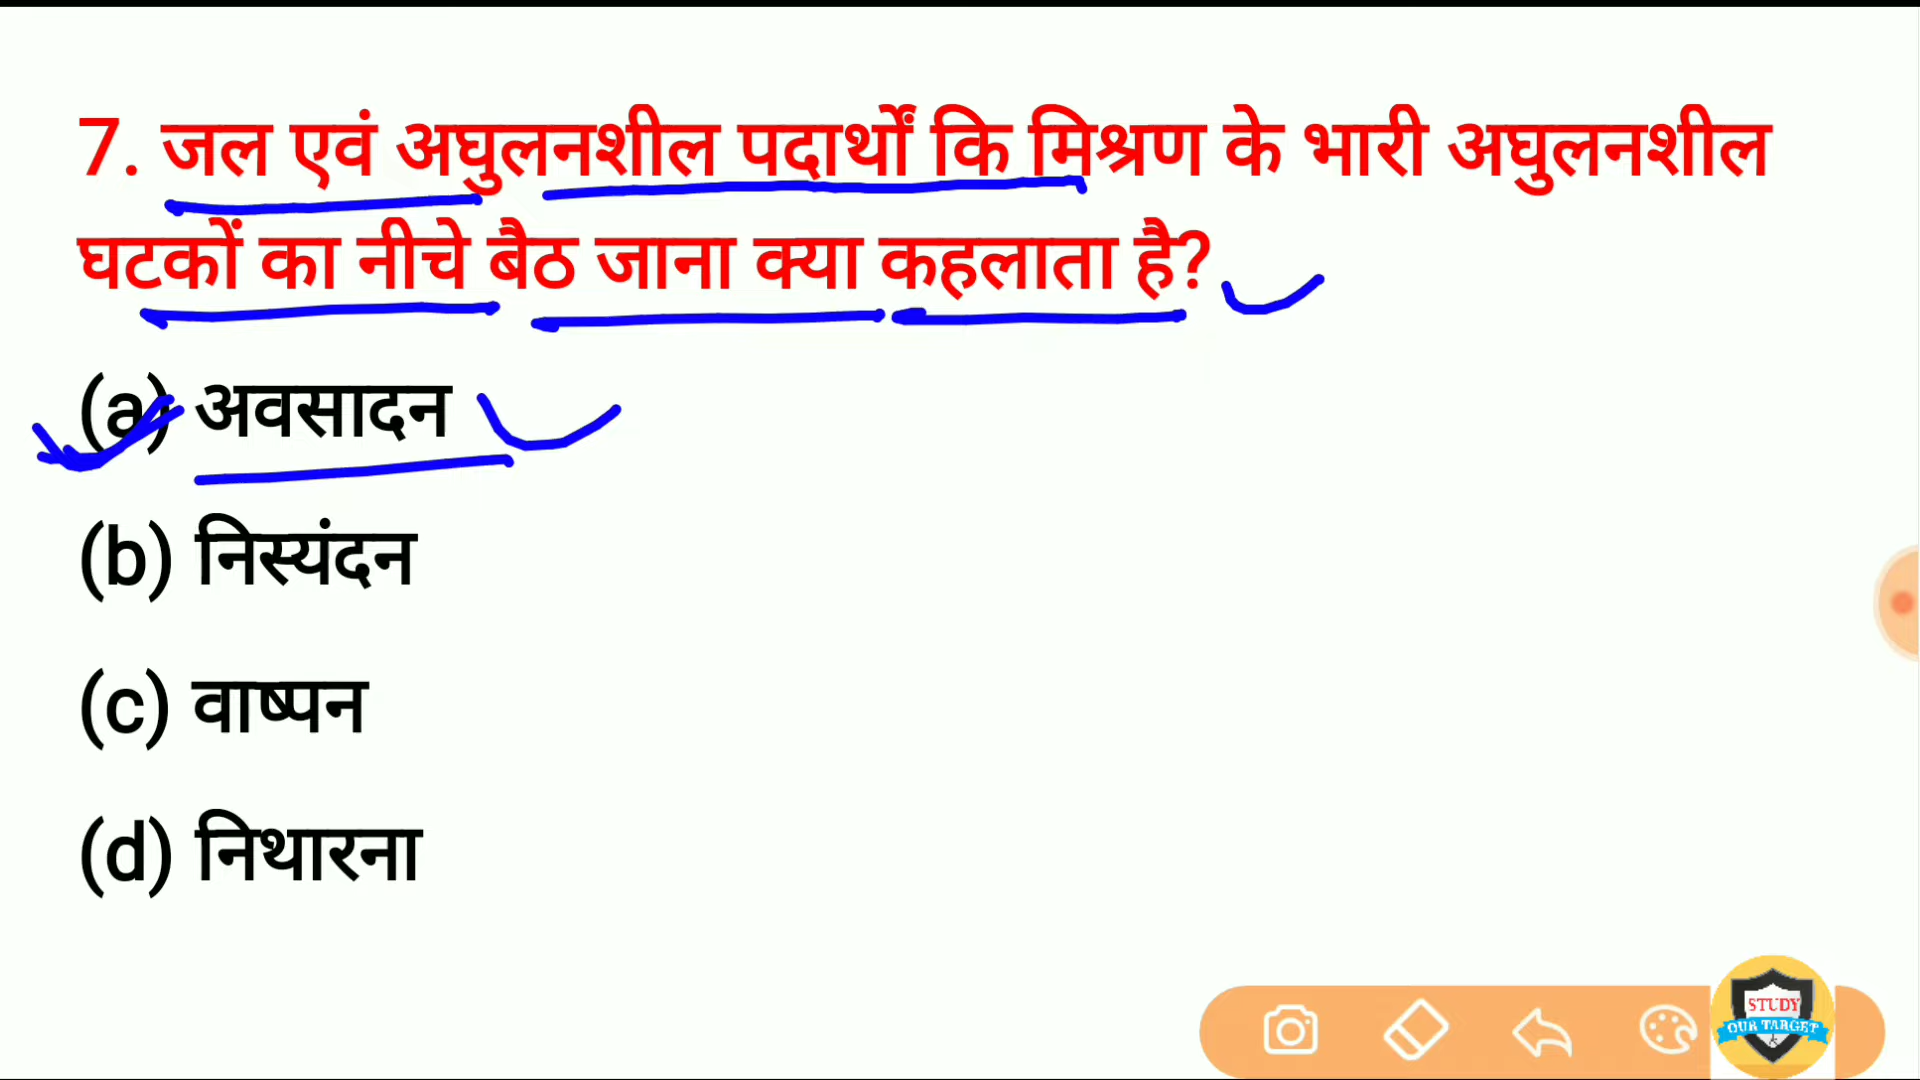 7. जल एवं अघुलनशील पदार्थों कि मिश्रण के भारी अघुलनशील
घटकों का नीचे बैठ जाना क्या कहलाता है?
(a) अवसादन
(b) निस्यंदन
(c) वाष्पन
(d) निथारना
STUDY
OUR TARGET